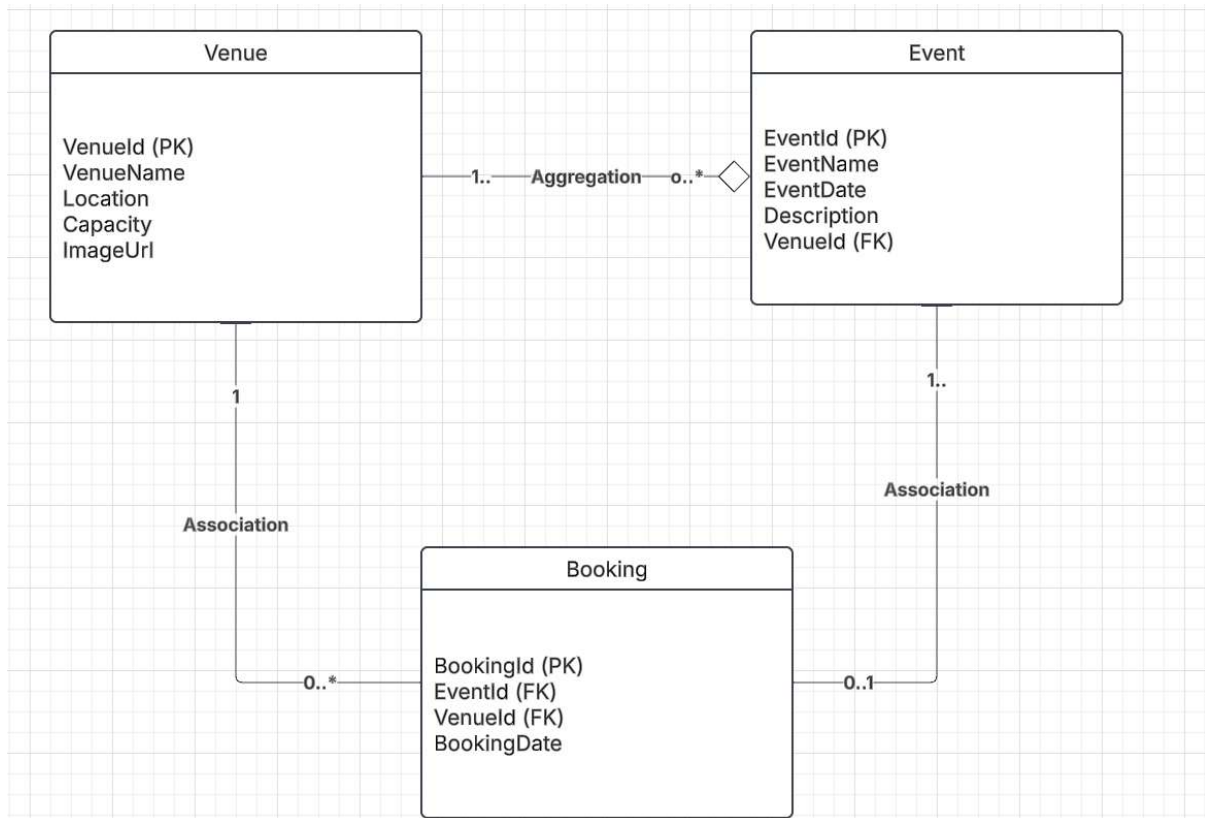 Venue
VenueId (PK)
VenueName
Location
Capacity
ImageUrl
1..
Aggregation
o..*
Event
EventId (PK)
EventName
EventDate
Description
VenueId (FK)
1
Association
0..*
1..
Association
0..1
Booking
BookingId (PK)
EventId (FK)
VenueId (FK)
BookingDate